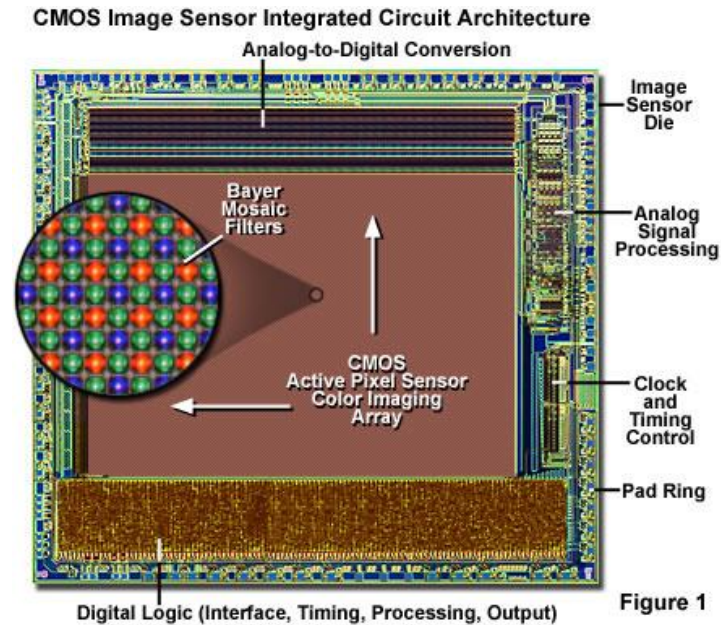 CMOS Image Sensor Integrated Circuit Architecture
Analog-to-Digital Conversion
Image
Sensor
Die
Bayer
Mosaic
Filters
Analog
Signal
Processing
CMOS
Active Pixel Sensor
Color Imaging
Array
Clock
and
Timing
Control
Pad Ring
Figure 1
Digital Logic (Interface, Timing, Processing, Output)